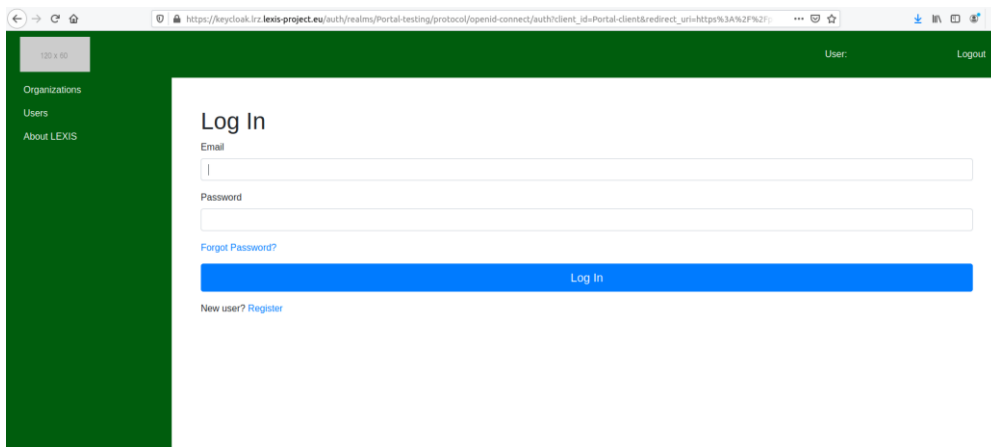 https://keycloak.lrz.lexis-project.eu/auth/realms/Portal-testing/protocol/openid-connect/auth?client_id=Portal-client&redirect_uri=https%3A%2F%2F
120 x 60
User:
Logout
Organizations
Users
About LEXIS
Log In
Email
Password
Forgot Password?
Log In
New user? Register